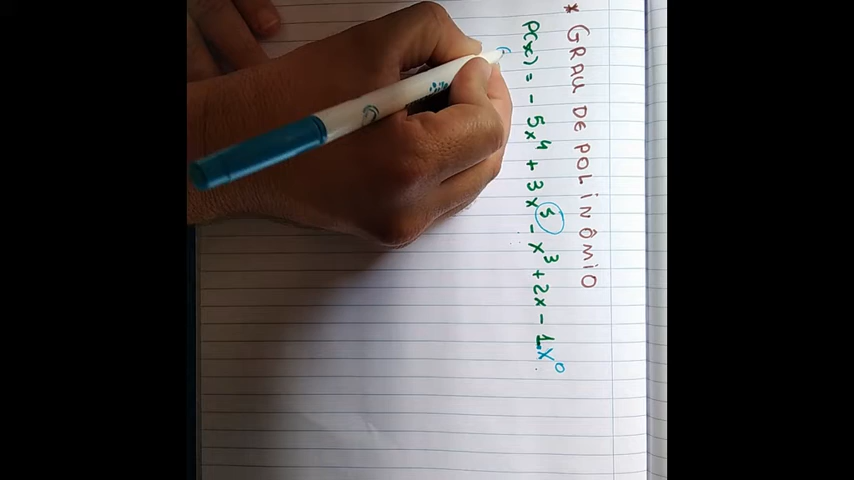 * GRAU DE POLINÔMIO
P(x) = - 5x⁴ + 3x⁵ - x³ + 2x - 1x⁰